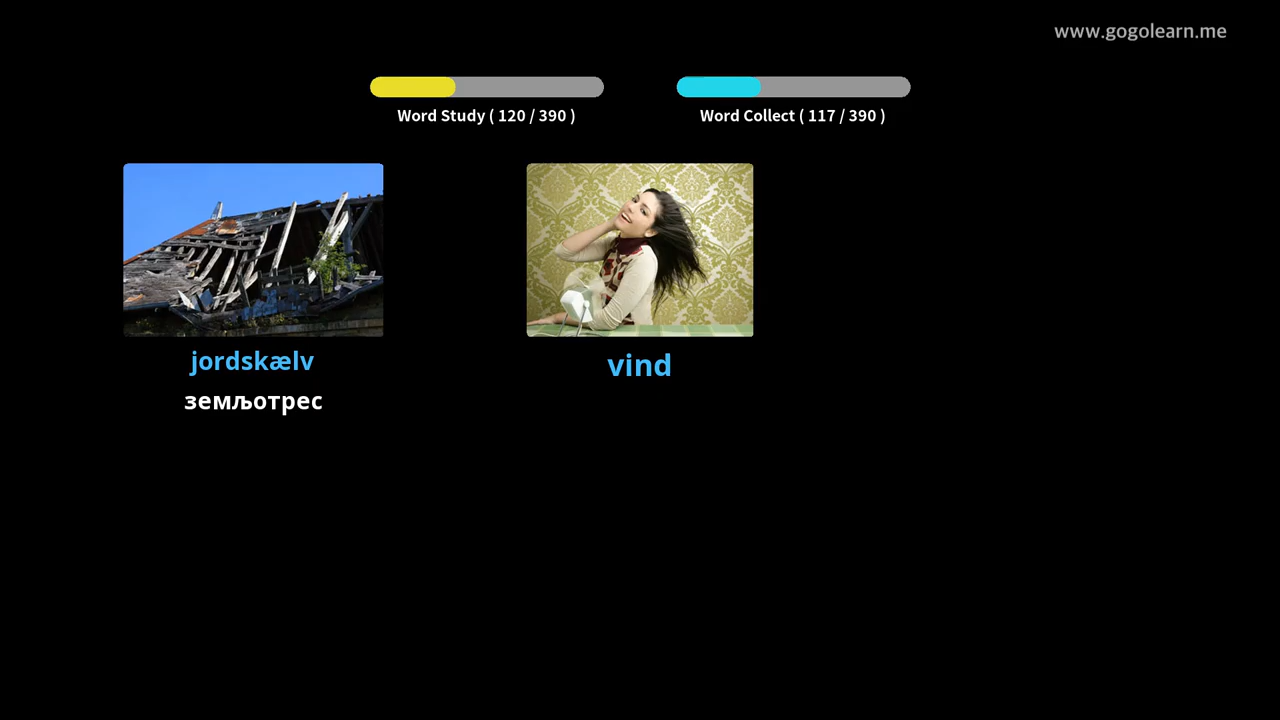 www.gogolearn.me
Word Study ( 120 / 390 )
Word Collect ( 117 / 390 )
jordskælv
земљотрес
vind